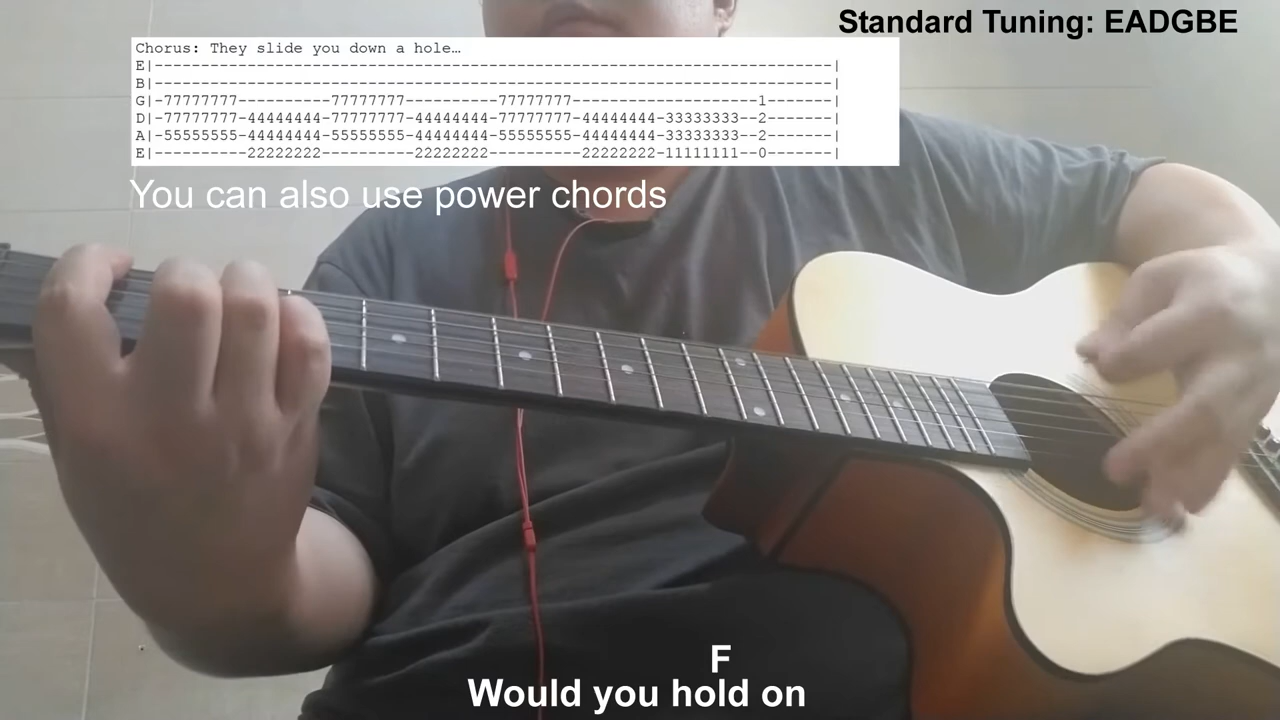 Standard Tuning: EADGBE
Chorus: They slide you down a hole…
E|-----------------------------------------------------------------------|
B|-----------------------------------------------------------------------|
G|-77777777----------77777777----------77777777--------------------1-------|
D|-77777777-44444444-77777777-44444444-77777777-44444444-33333333--2-------|
A|-55555555-44444444-55555555-44444444-55555555-44444444-33333333--2-------|
E|----------22222222----------22222222----------22222222-11111111--0-------|
You can also use power chords
F
Would you hold on